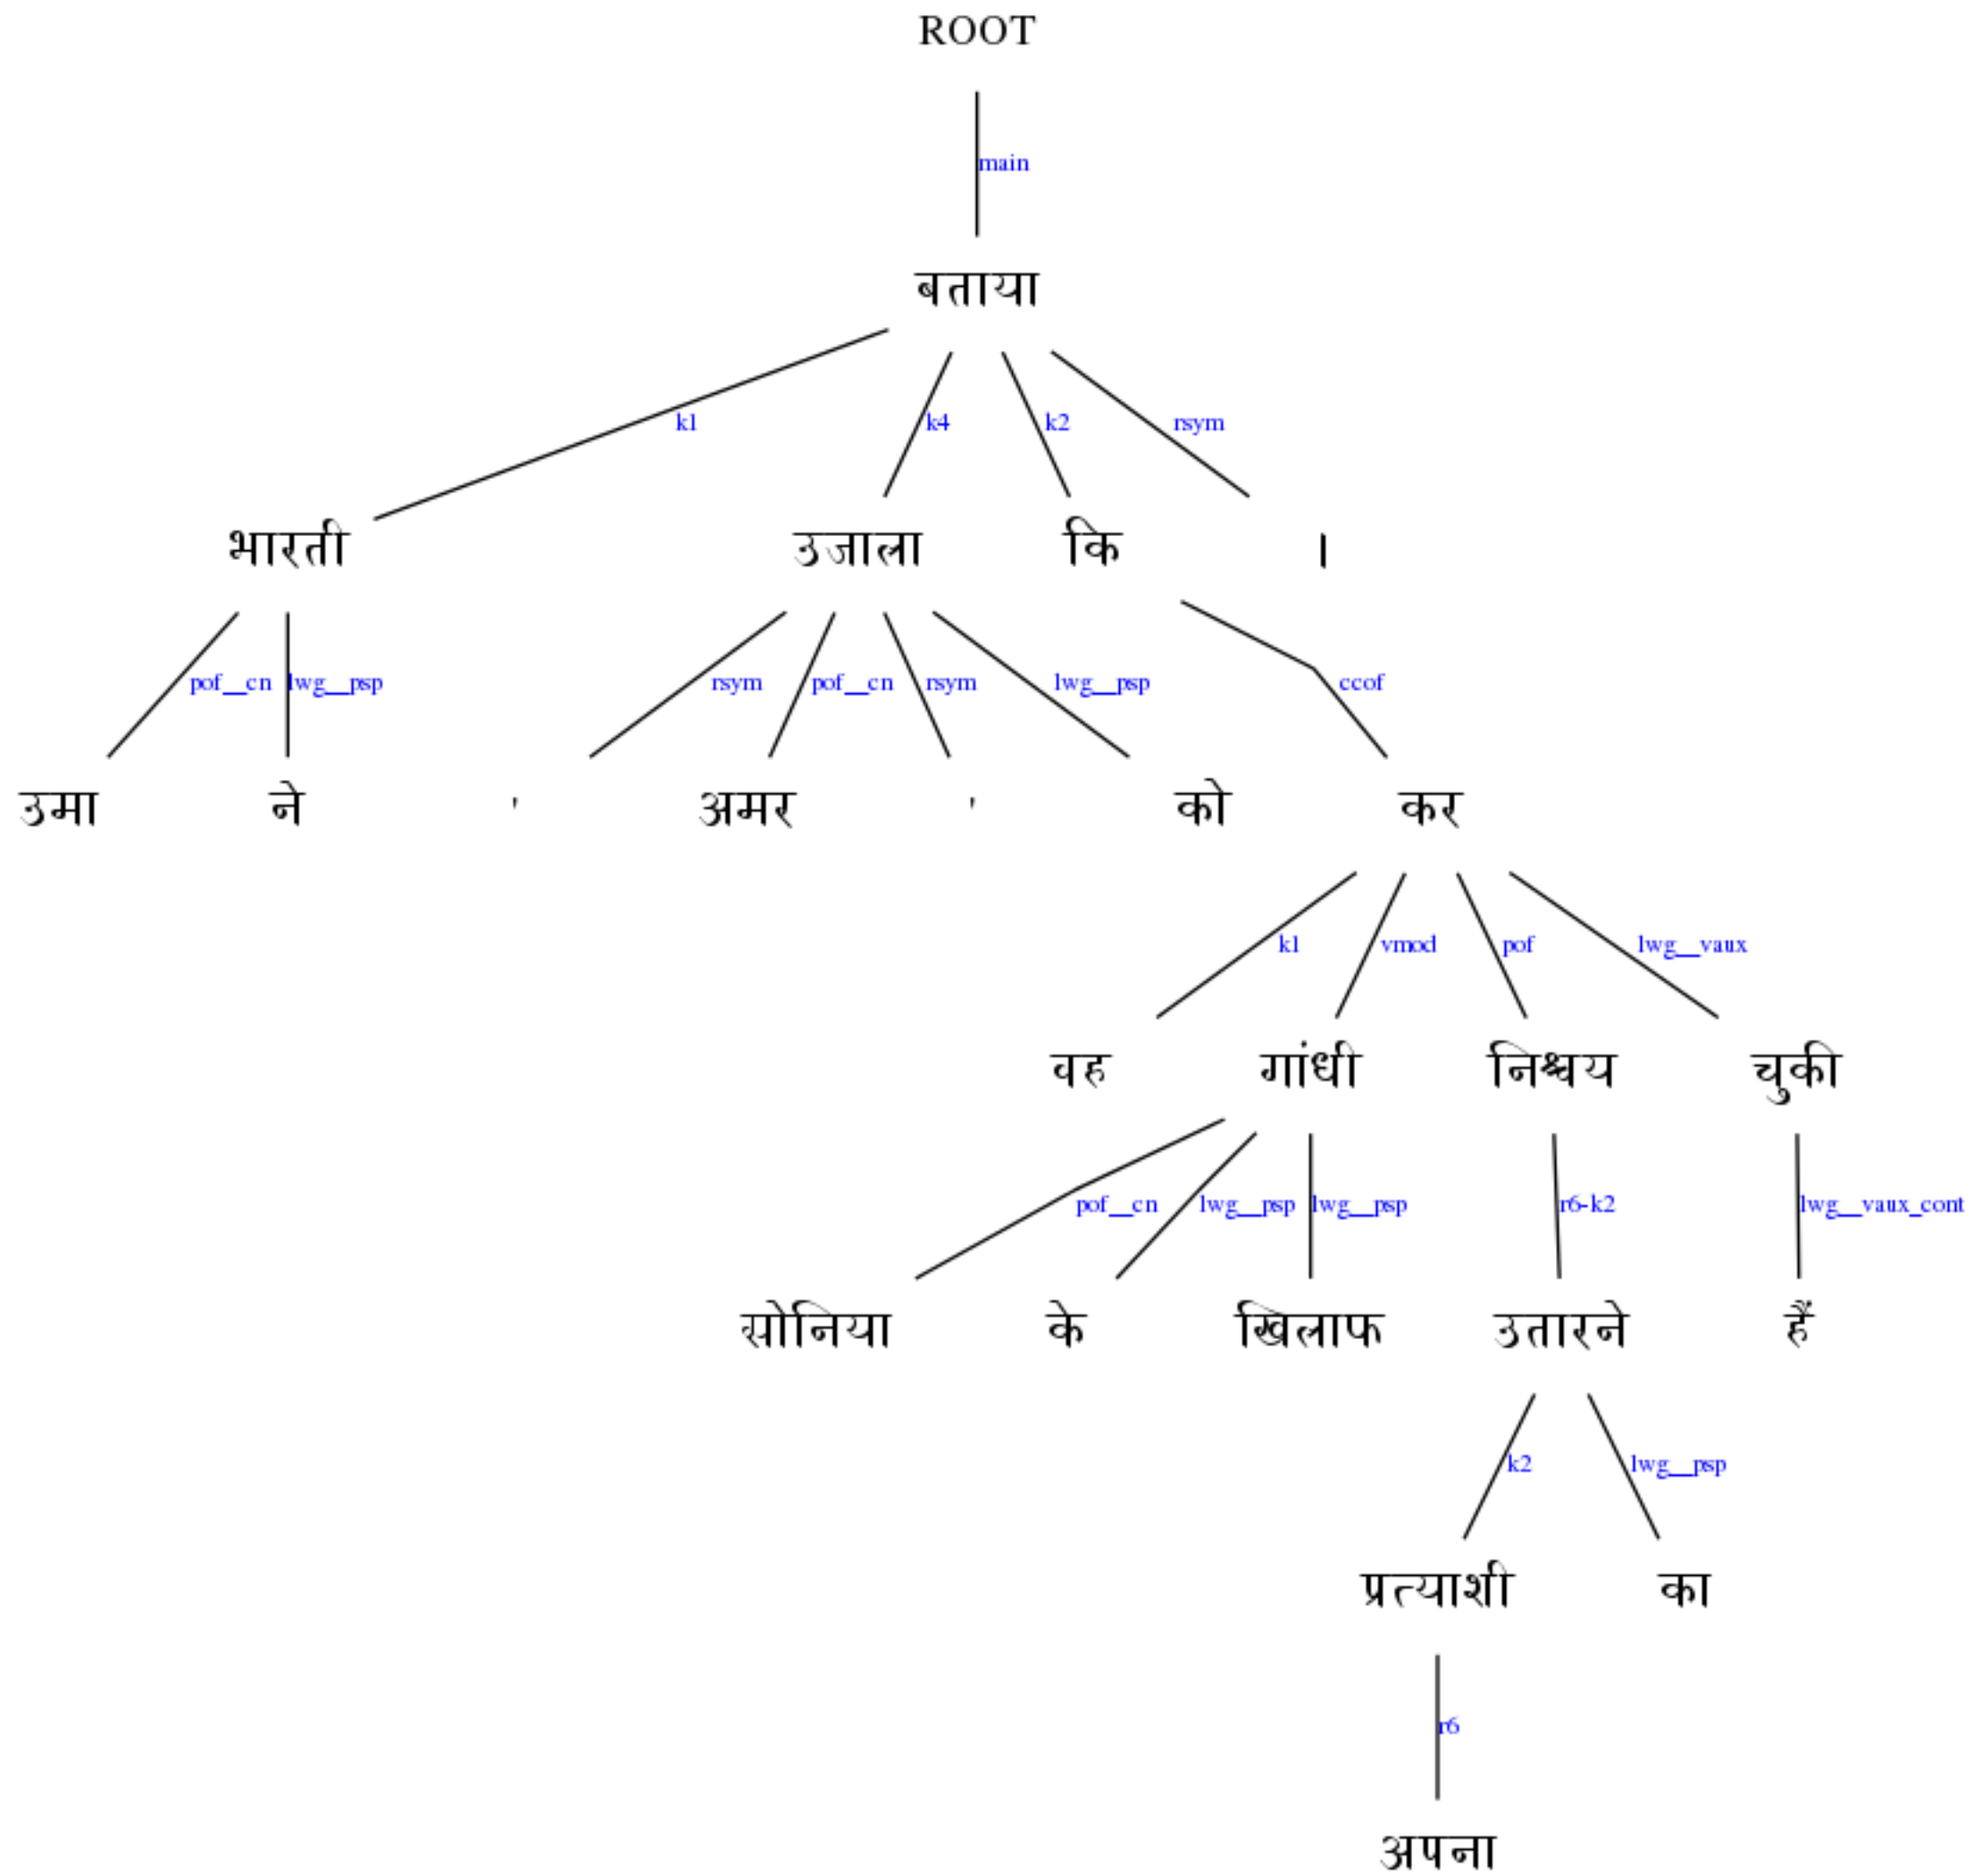 ROOT
main
बताया
k1 k4 k2 rsym
भारती उजाला कि ।
pof__cn lwg__psp rsym pof__cn rsym lwg__psp ccof
उमा ने ' अमर ' को कर
k1 vmod pof lwg__vaux
वह गांधी निश्चय चुकी
pof__cn lwg__psp lwg__psp r6-k2 lwg__vaux_cont
सोनिया के खिलाफ उतारने हैं
k2 lwg__psp
प्रत्याशी का
r6
अपना